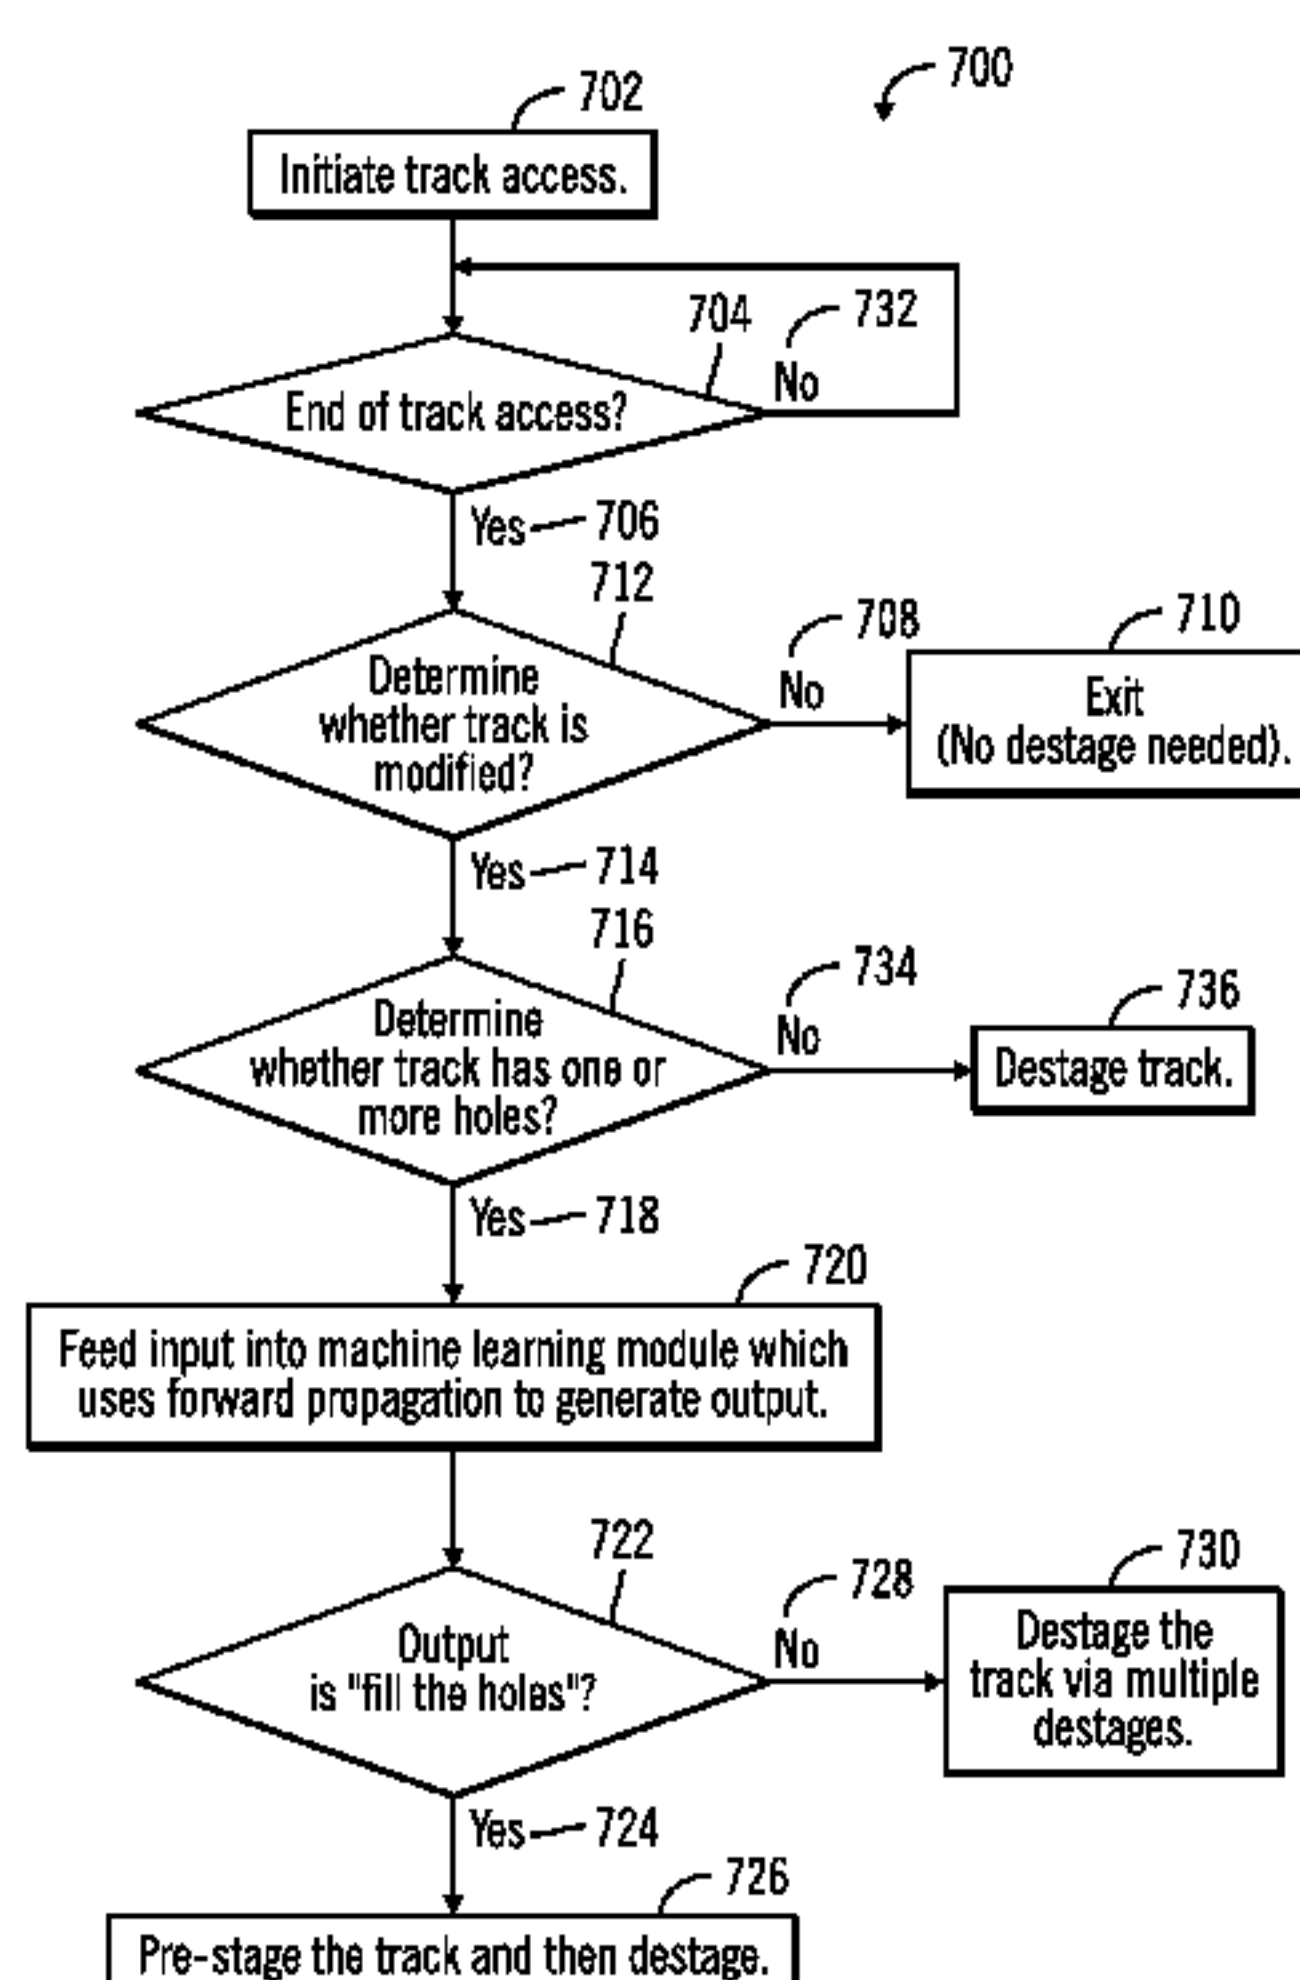 700
702
Initiate track access.
704
732
No
End of track access?
Yes 706
712
708
No
710
Determine
whether track is
modified?
Exit
(No destage needed).
Yes 714
716
734
No
736
Determine
whether track has one or
more holes?
Destage track.
Yes 718
720
Feed input into machine learning module which
uses forward propagation to generate output.
722
728
No
730
Output
is "fill the holes"?
Destage the
track via multiple
destages.
Yes 724
726
Pre-stage the track and then destage.